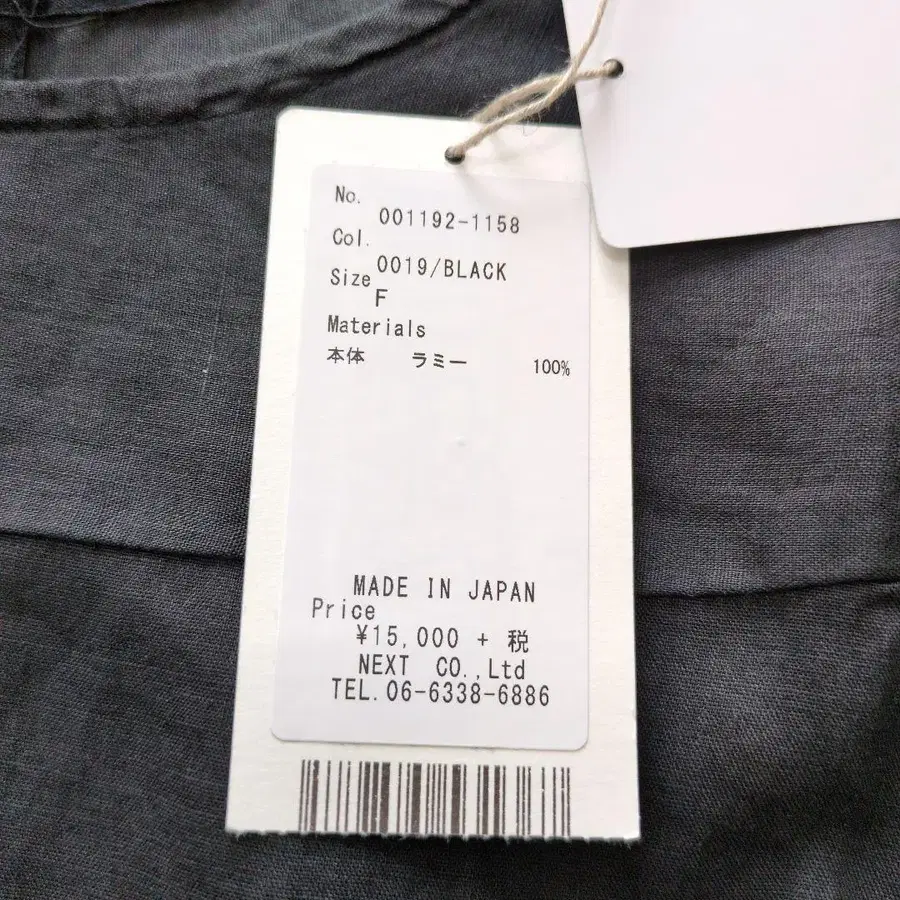 No.
001192-1158
Col.
0019/BLACK
Size
F
Materials
本体 ラミー 100%
MADE IN JAPAN
Price
¥15,000 + 税
NEXT CO.,Ltd
TEL.06-6338-6886